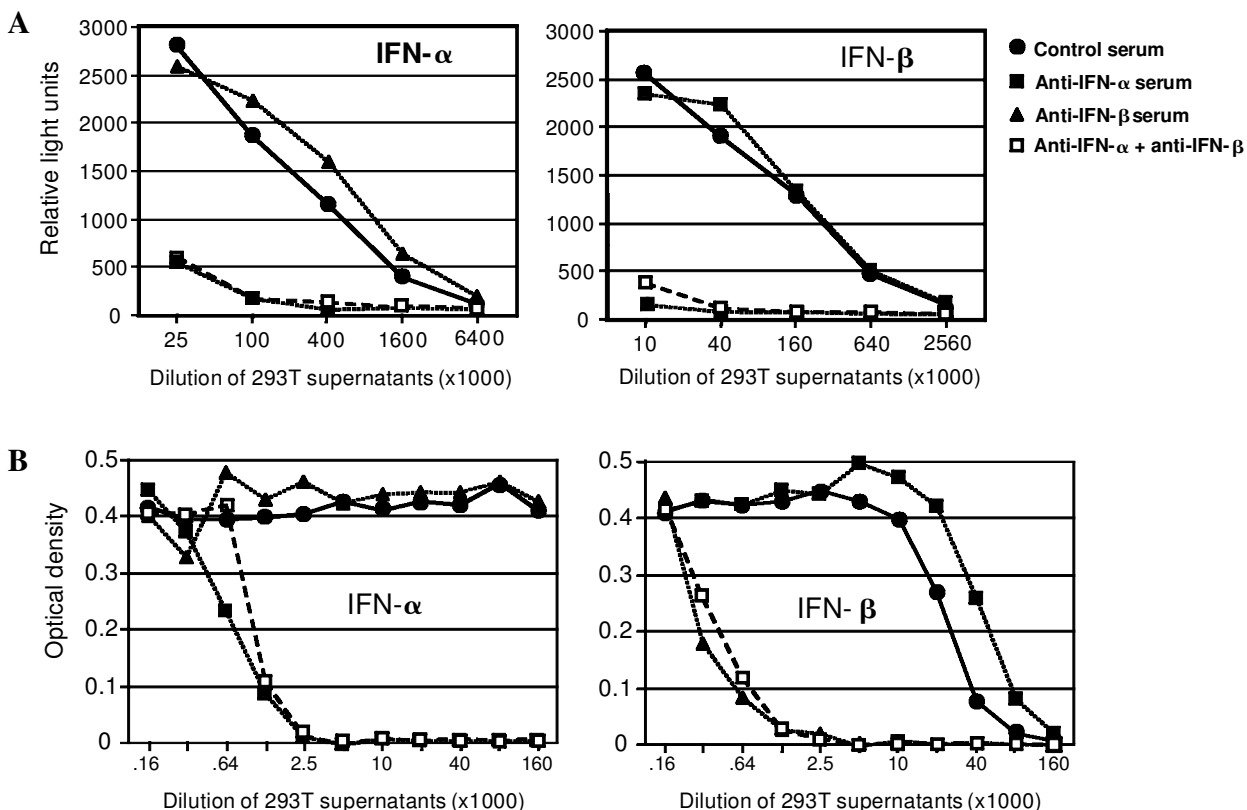 A
IFN-α
Relative light units
3000
2500
2000
1500
1000
500
0
25 100 400 1600 6400
Dilution of 293T supernatants (x1000)
IFN-β
3000
2500
2000
1500
1000
500
0
10 40 160 640 2560
Dilution of 293T supernatants (x1000)
Control serum
Anti-IFN-α serum
Anti-IFN-β serum
Anti-IFN-α + anti-IFN-β
B
IFN-α
Optical density
0.5
0.4
0.3
0.2
0.1
0
.16 .64 2.5 10 40 160
Dilution of 293T supernatants (x1000)
IFN- β
0.5
0.4
0.3
0.2
0.1
0
.16 .64 2.5 10 40 160
Dilution of 293T supernatants (x1000)